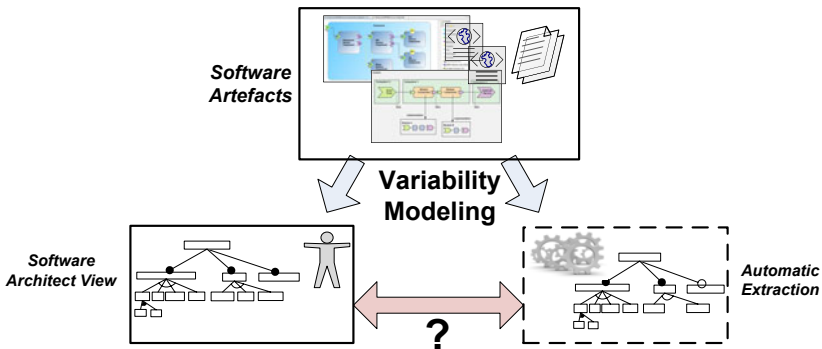 Software
Artefacts
Variability
Modeling
Software
Architect View
Automatic
Extraction
?